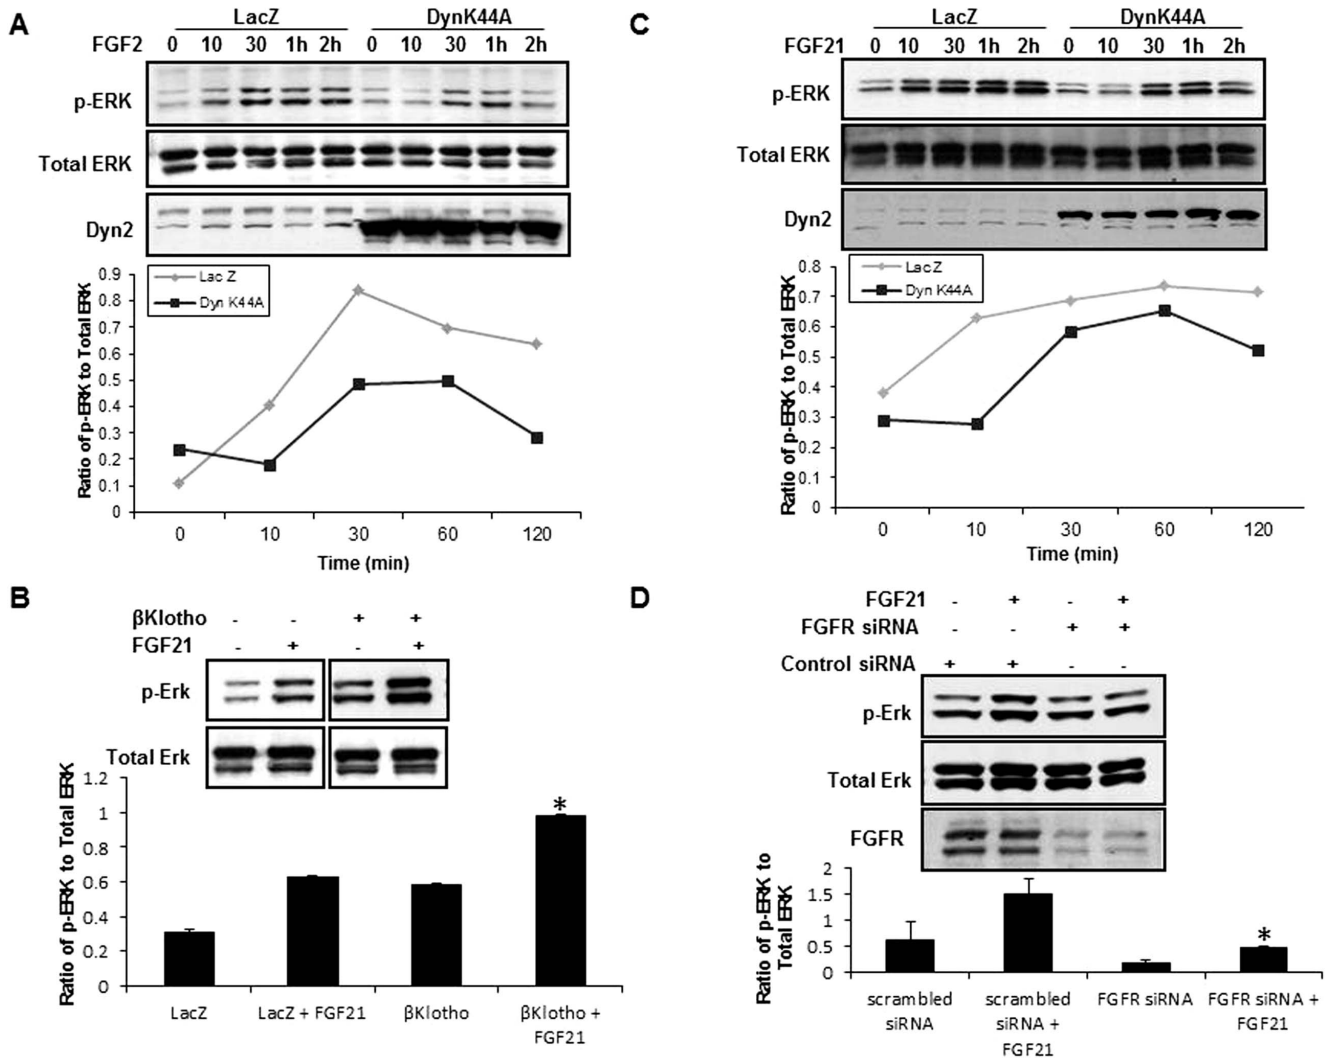 A
LacZ DynK44A
FGF2 0 10 30 1h 2h 0 10 30 1h 2h
p-ERK
Total ERK
Dyn2
Ratio of p-ERK to Total ERK
0.9
0.8
0.7
0.6
0.5
0.4
0.3
0.2
0.1
0
Lac Z
Dyn K44A
0 10 30 60 120
Time (min)
C
LacZ DynK44A
FGF21 0 10 30 1h 2h 0 10 30 1h 2h
p-ERK
Total ERK
Dyn2
Ratio of p-ERK to Total ERK
0.8
0.7
0.6
0.5
0.4
0.3
0.2
0.1
0
Lac Z
Dyn K44A
0 10 30 60 120
Time (min)
B
βKlotho - - + +
FGF21 - + - +
p-Erk
Total Erk
Ratio of p-ERK to Total ERK
1.2
1
0.8
0.6
0.4
0.2
0
*
LacZ LacZ + FGF21 βKlotho βKlotho +
FGF21
D
FGF21 - + - +
FGFR siRNA - - + +
Control siRNA + + - -
p-Erk
Total Erk
FGFR
Ratio of p-ERK to
Total ERK
2
1.5
1
0.5
0
*
scrambled scrambled FGFR siRNA FGFR siRNA +
siRNA siRNA + FGF21
FGF21